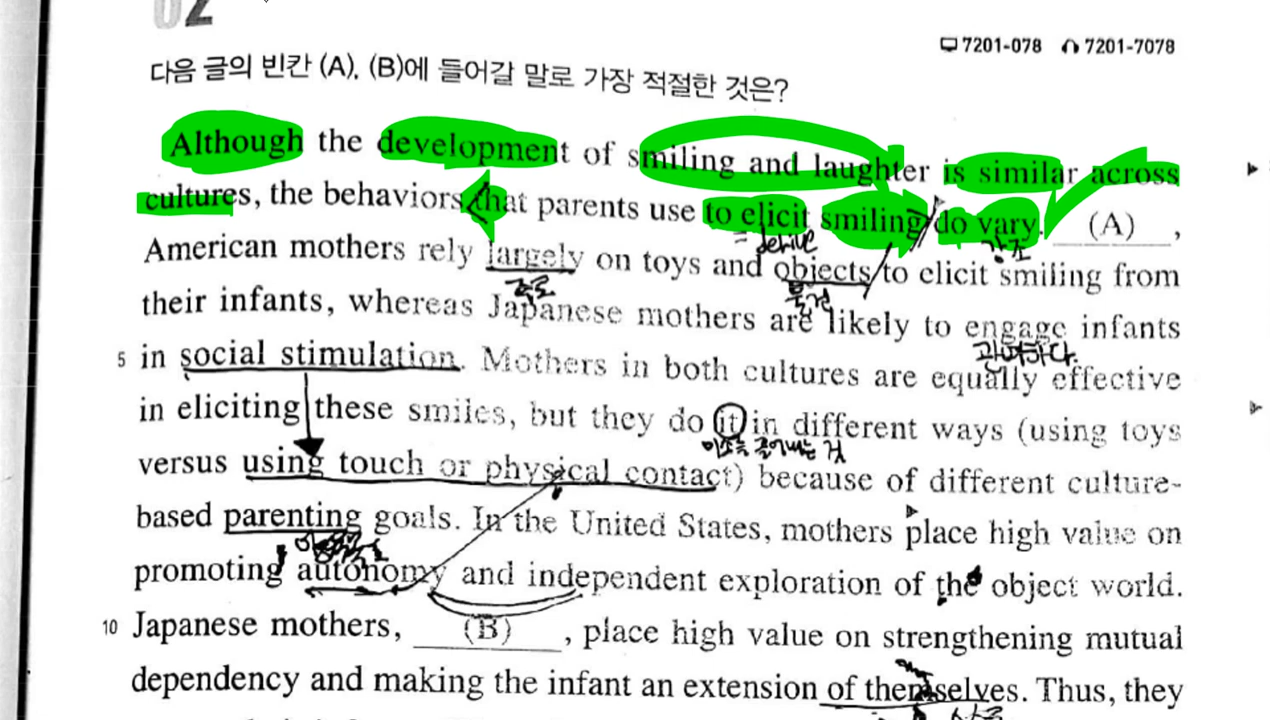 02
7201-078 7201-7078
다음 글의 빈칸 (A), (B)에 들어갈 말로 가장 적절한 것은?
Although the development of smiling and laughter is similar across
cultures, the behaviors that parents use to elicit smiling do vary. (A) ,
= derive 강조
American mothers rely largely on toys and objects to elicit smiling from
주로 물건
their infants, whereas Japanese mothers are likely to engage infants
관여하다.
5 in social stimulation. Mothers in both cultures are equally effective
in eliciting these smiles, but they do it in different ways (using toys
미소를 끌어내는 것
versus using touch or physical contact) because of different culture-
based parenting goals. In the United States, mothers place high value on
promoting autonomy and independent exploration of the object world.
10 Japanese mothers, (B) , place high value on strengthening mutual
dependency and making the infant an extension of themselves. Thus, they